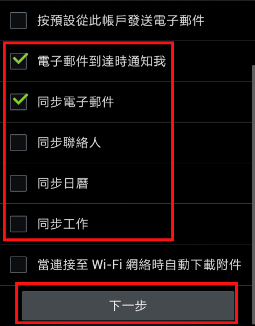 按預設從此帳戶發送電子郵件
電子郵件到達時通知我
同步電子郵件
同步聯絡人
同步日曆
同步工作
當連接至 Wi-Fi 網絡時自動下載附件
下一步